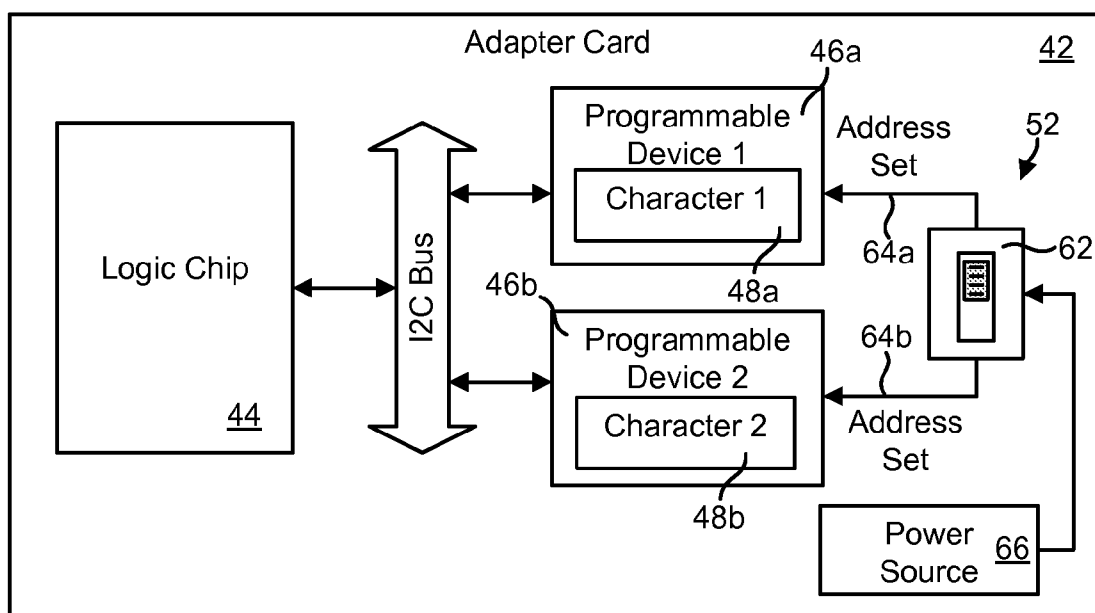 Adapter Card
42
46a
Programmable
Device 1
Character 1
48a
Address
Set
52
64a
62
Logic Chip
44
I2C Bus
46b
Programmable
Device 2
Character 2
48b
64b
Address
Set
Power
Source
66